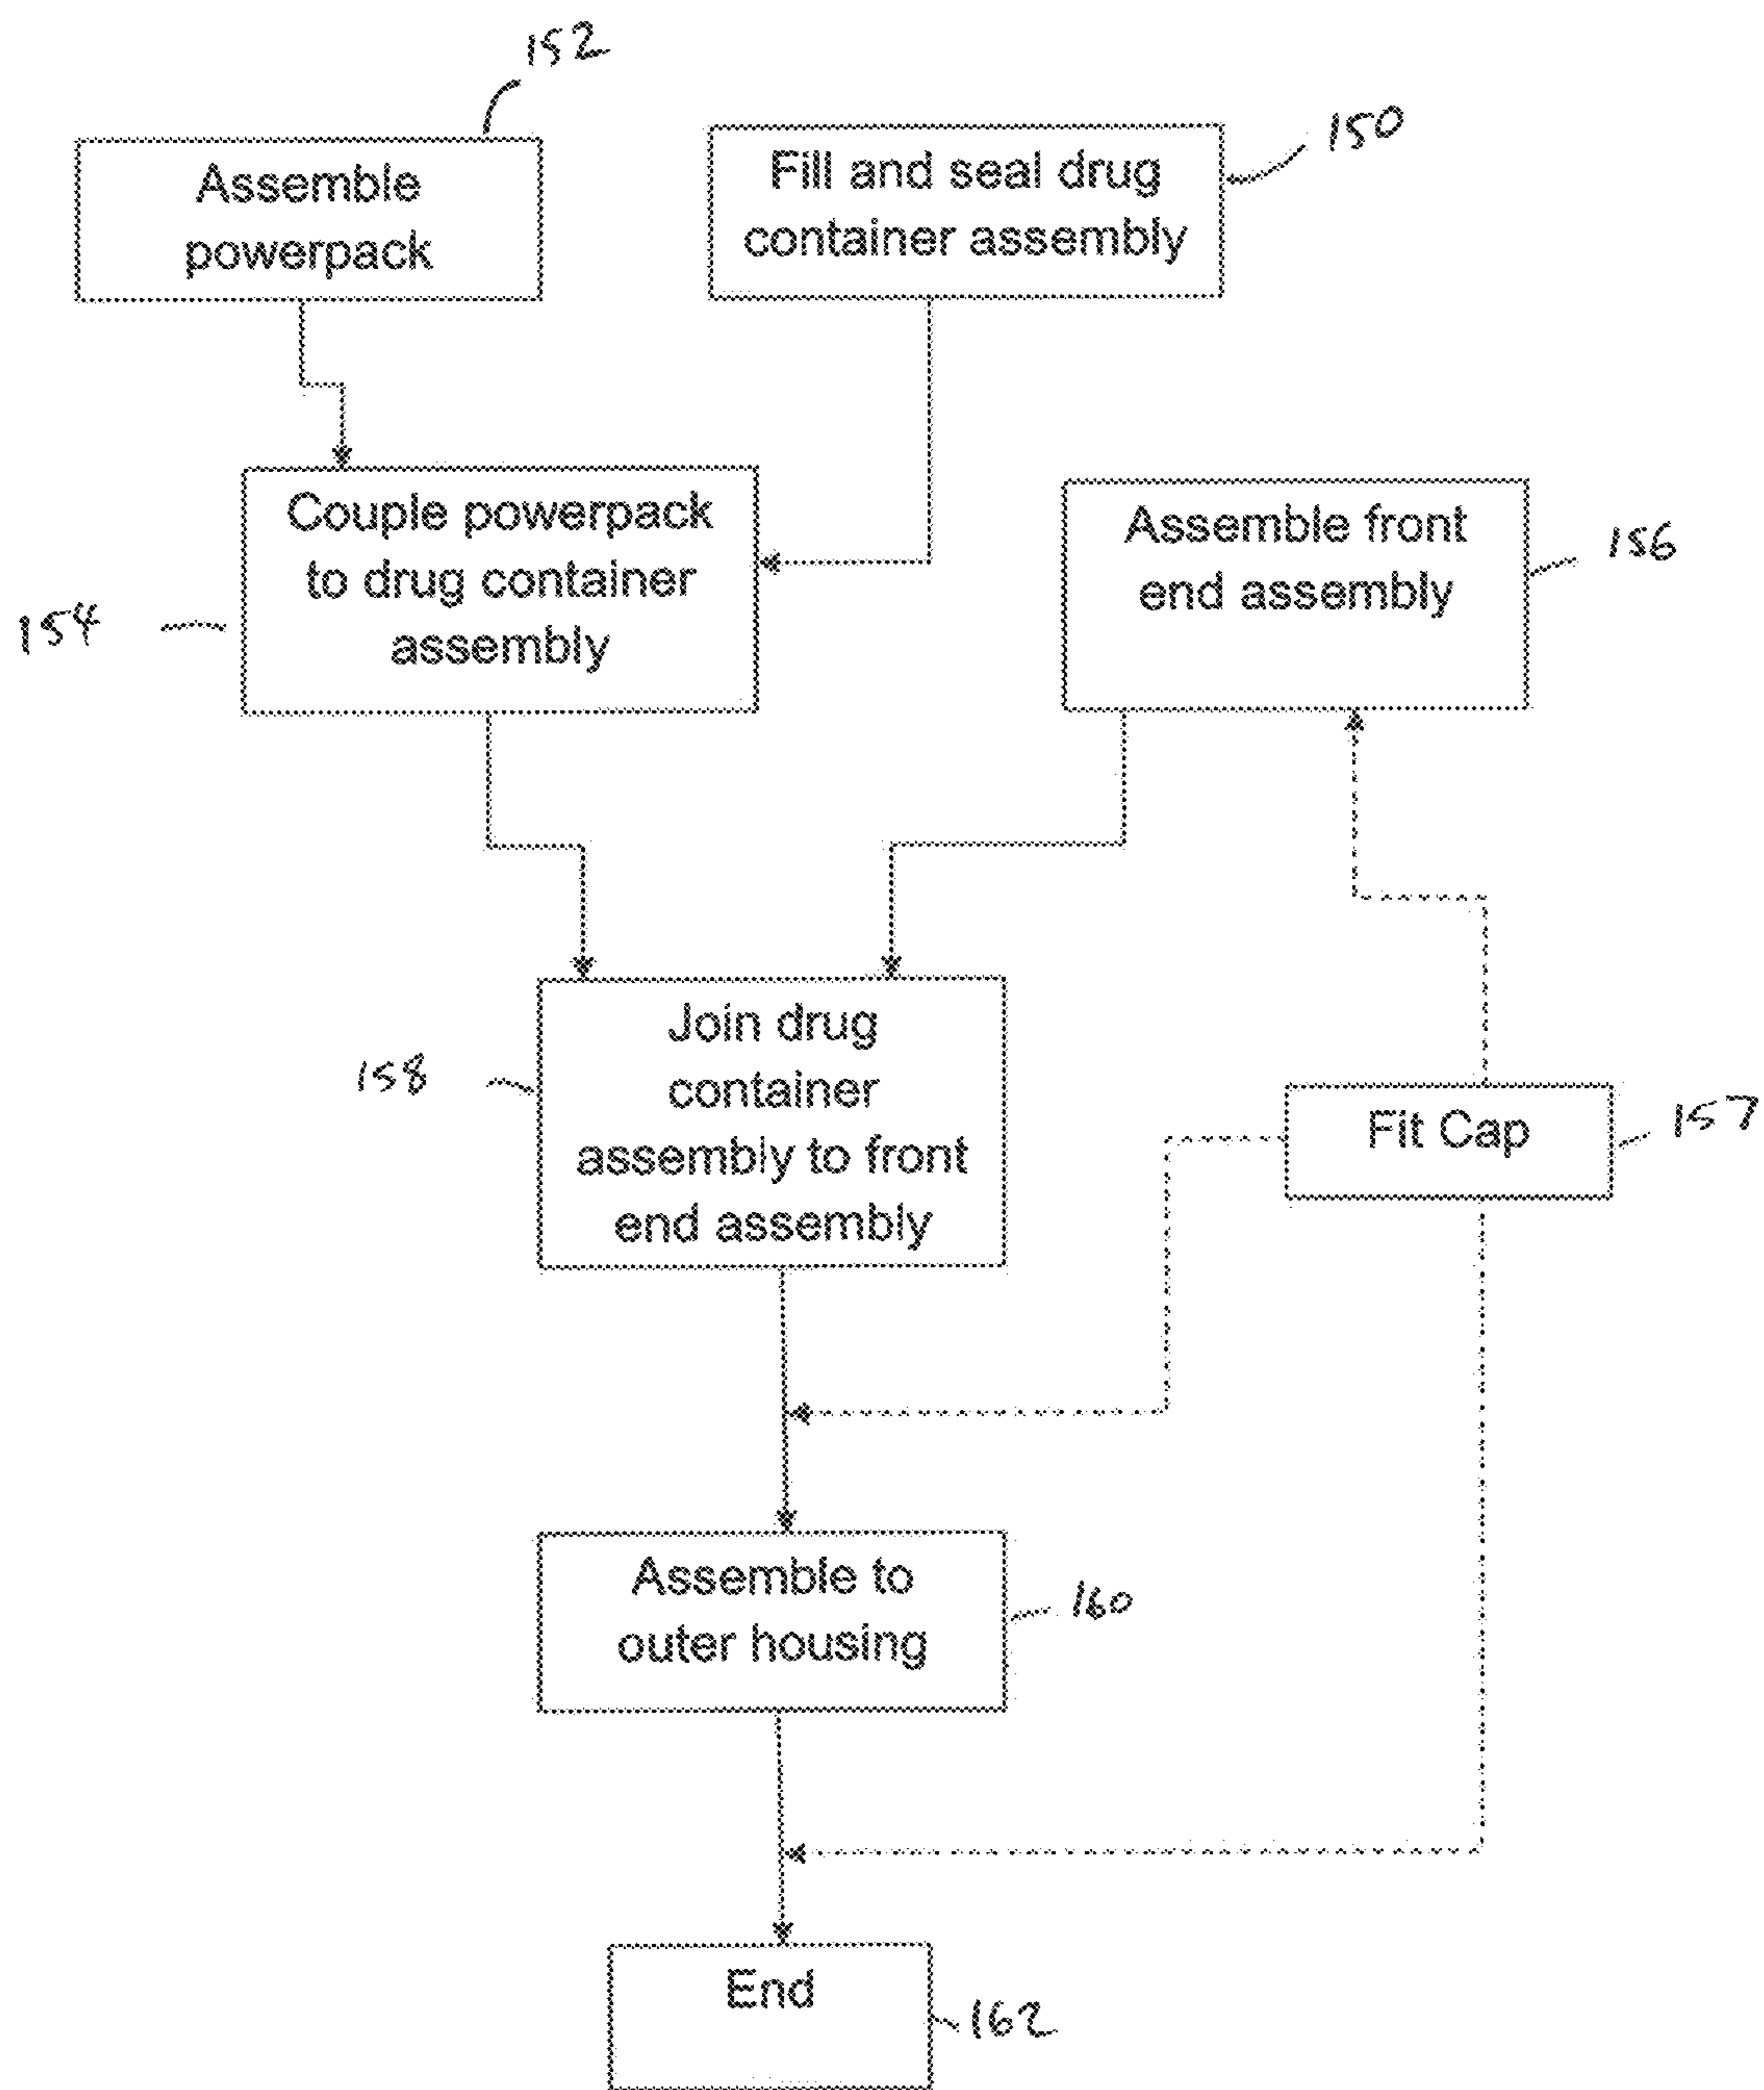 152
Assemble
powerpack
Fill and seal drug
container assembly
150
Couple powerpack
to drug container
assembly
154
Assemble front
end assembly
156
Join drug
container
assembly to front
end assembly
158
Fit Cap
157
Assemble to
outer housing
160
End
162